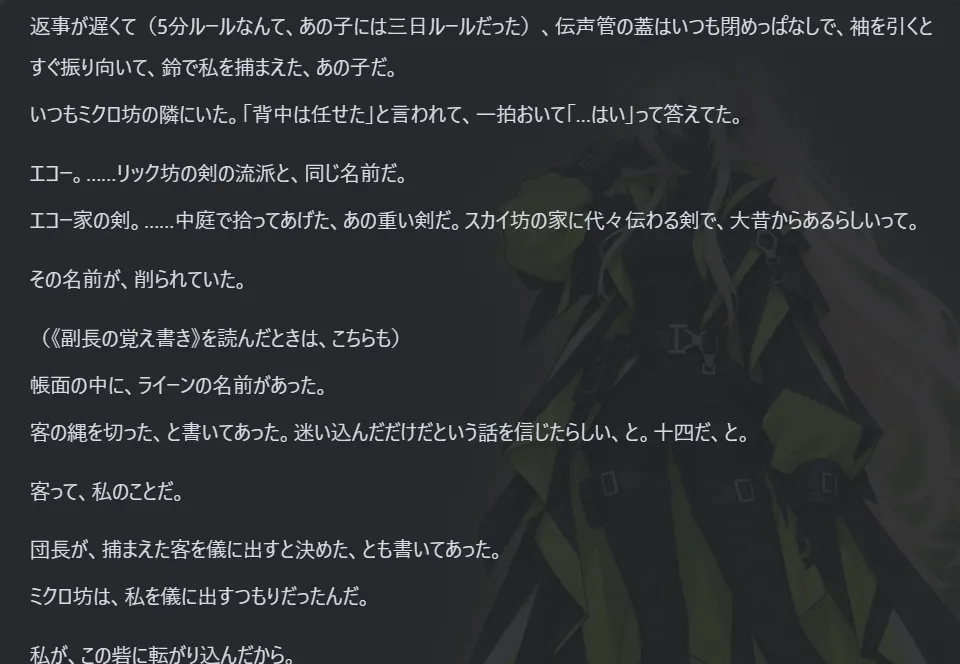 返事が遅くて（5分ルールなんて、あの子には三日ルールだった）、伝声管の蓋はいつも閉めっぱなしで、袖を引くと
すぐ振り向いて、鈴で私を捕まえた、あの子だ。
いつもミクロ坊の隣にいた。「背中は任せた」と言われて、一拍おいて「…はい」って答えてた。
エコー。……リック坊の剣の流派と、同じ名前だ。
エコー家の剣。……中庭で拾ってあげた、あの重い剣だ。スカイ坊の家に代々伝わる剣で、大昔からあるらしいって。
その名前が、削られていた。
（《副長の覚え書き》を読んだときは、こちらも）
帳面の中に、ライーンの名前があった。
客の縄を切った、と書いてあった。迷い込んだだけだという話を信じたらしい、と。十四だ、と。
客って、私のことだ。
団長が、捕まえた客を儀に出すと決めた、とも書いてあった。
ミクロ坊は、私を儀に出すつもりだったんだ。
私が、この砦に転がり込んだから。